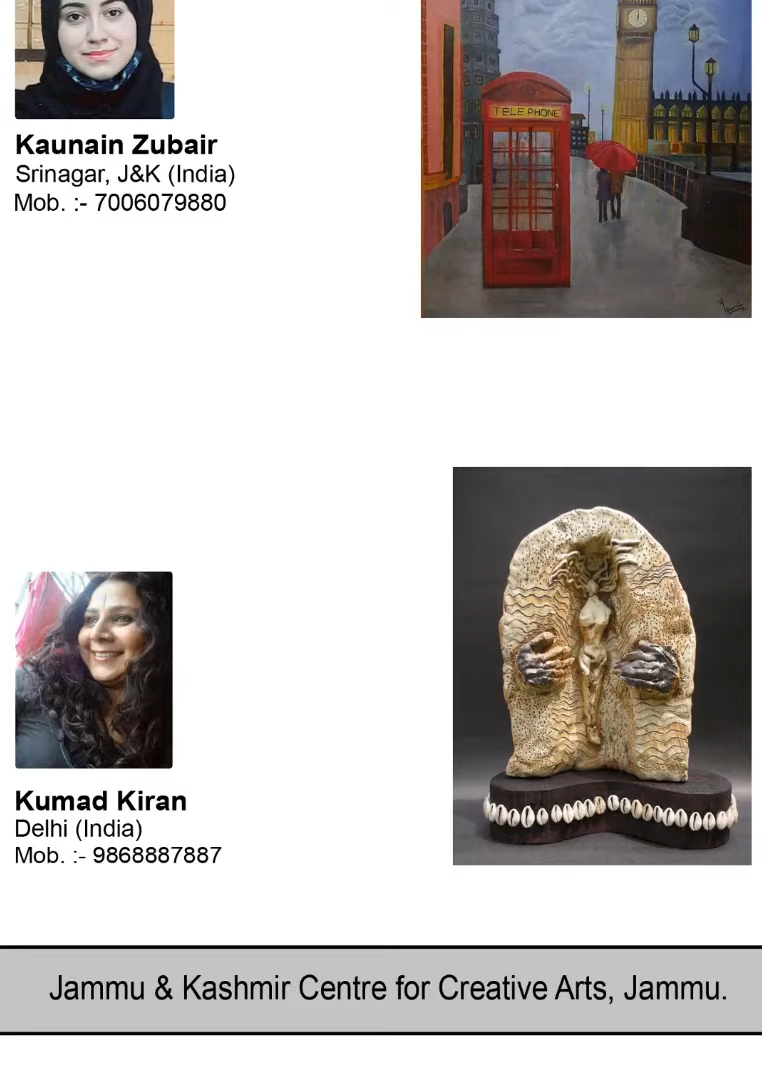 TELEPHONE
Kaunain Zubair
Srinagar, J&K (India)
Mob. :- 7006079880
Kumad Kiran
Delhi (India)
Mob. :- 9868887887
Jammu & Kashmir Centre for Creative Arts, Jammu.